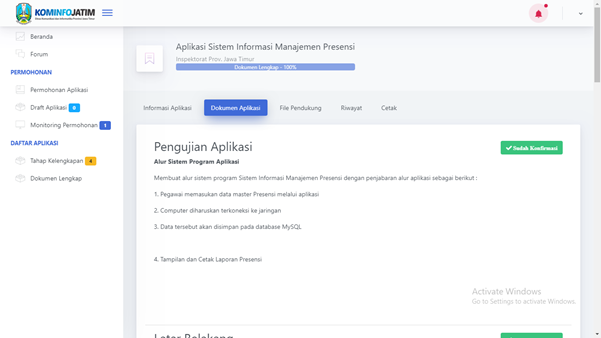 KOMINFOJATIM
Beranda
Forum
PERMOHONAN
Permohonan Aplikasi
Draft Aplikasi 0
Monitoring Permohonan 1
DAFTAR APLIKASI
Tahap Kelengkapan 4
Dokumen Lengkap
Aplikasi Sistem Informasi Manajemen Presensi
Inspektorat Prov. Jawa Timur
Dokumen Lengkap - 100%
Informasi Aplikasi
Dokumen Aplikasi
File Pendukung
Riwayat
Cetak
Pengujian Aplikasi
Sudah Konfirmasi
Alur Sistem Program Aplikasi
Membuat alur sistem program Sistem Informasi Manajemen Presensi dengan penjabaran alur aplikasi sebagai berikut :
1. Pegawai memasukan data master Presensi melalui aplikasi
2. Computer diharuskan terkoneksi ke jaringan
3. Data tersebut akan disimpan pada database MySQL
4. Tampilan dan Cetak Laporan Presensi
Activate Windows
Go to Settings to activate Windows.